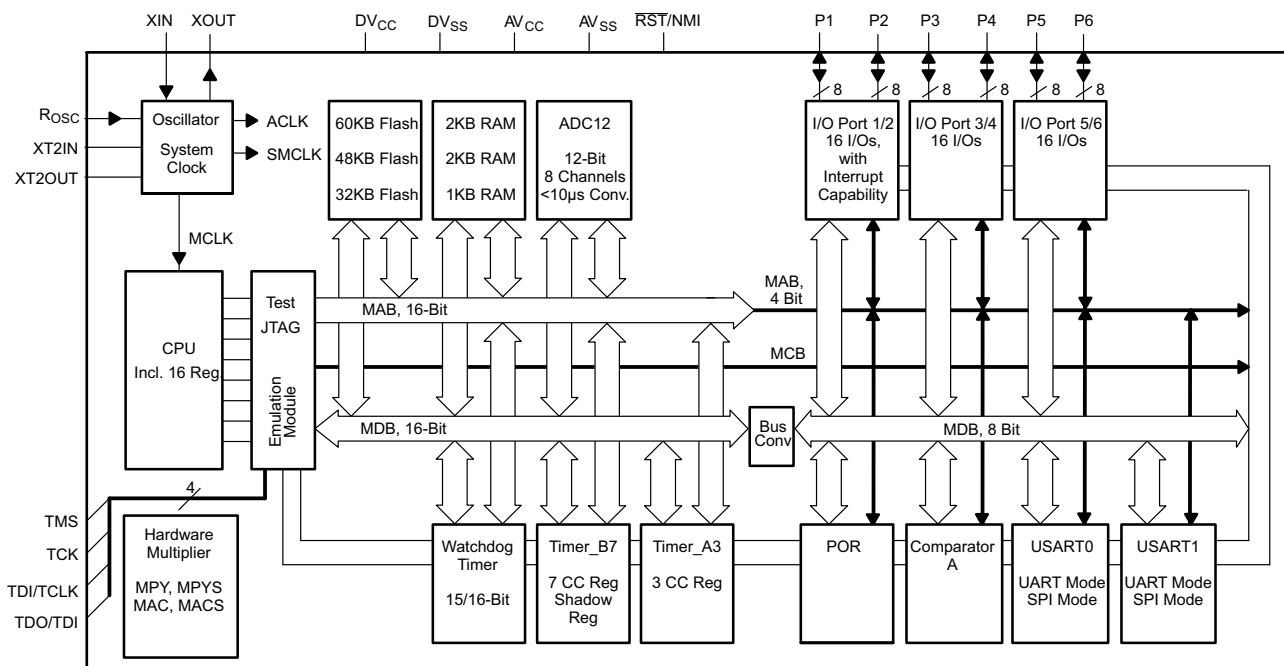 XIN XOUT DVCC DVSS AVCC AVSS RST/NMI P1 P2 P3 P4 P5 P6
8 8 8 8 8 8
ROSC
XT2IN
XT2OUT
Oscillator
System
Clock
ACLK
SMCLK
MCLK
60KB Flash
48KB Flash
32KB Flash
2KB RAM
2KB RAM
1KB RAM
ADC12
12-Bit
8 Channels
<10µs Conv.
I/O Port 1/2
16 I/Os,
with
Interrupt
Capability
I/O Port 3/4
16 I/Os
I/O Port 5/6
16 I/Os
CPU
Incl. 16 Reg.
Test
JTAG
Emulation
Module
MAB, 16-Bit
MAB,
4 Bit
MCB
MDB, 16-Bit
Bus
Conv
MDB, 8 Bit
4
TMS
TCK
TDI/TCLK
TDO/TDI
Hardware
Multiplier
MPY, MPYS
MAC, MACS
Watchdog
Timer
15/16-Bit
Timer_B7
7 CC Reg
Shadow
Reg
Timer_A3
3 CC Reg
POR
Comparator
A
USART0
UART Mode
SPI Mode
USART1
UART Mode
SPI Mode